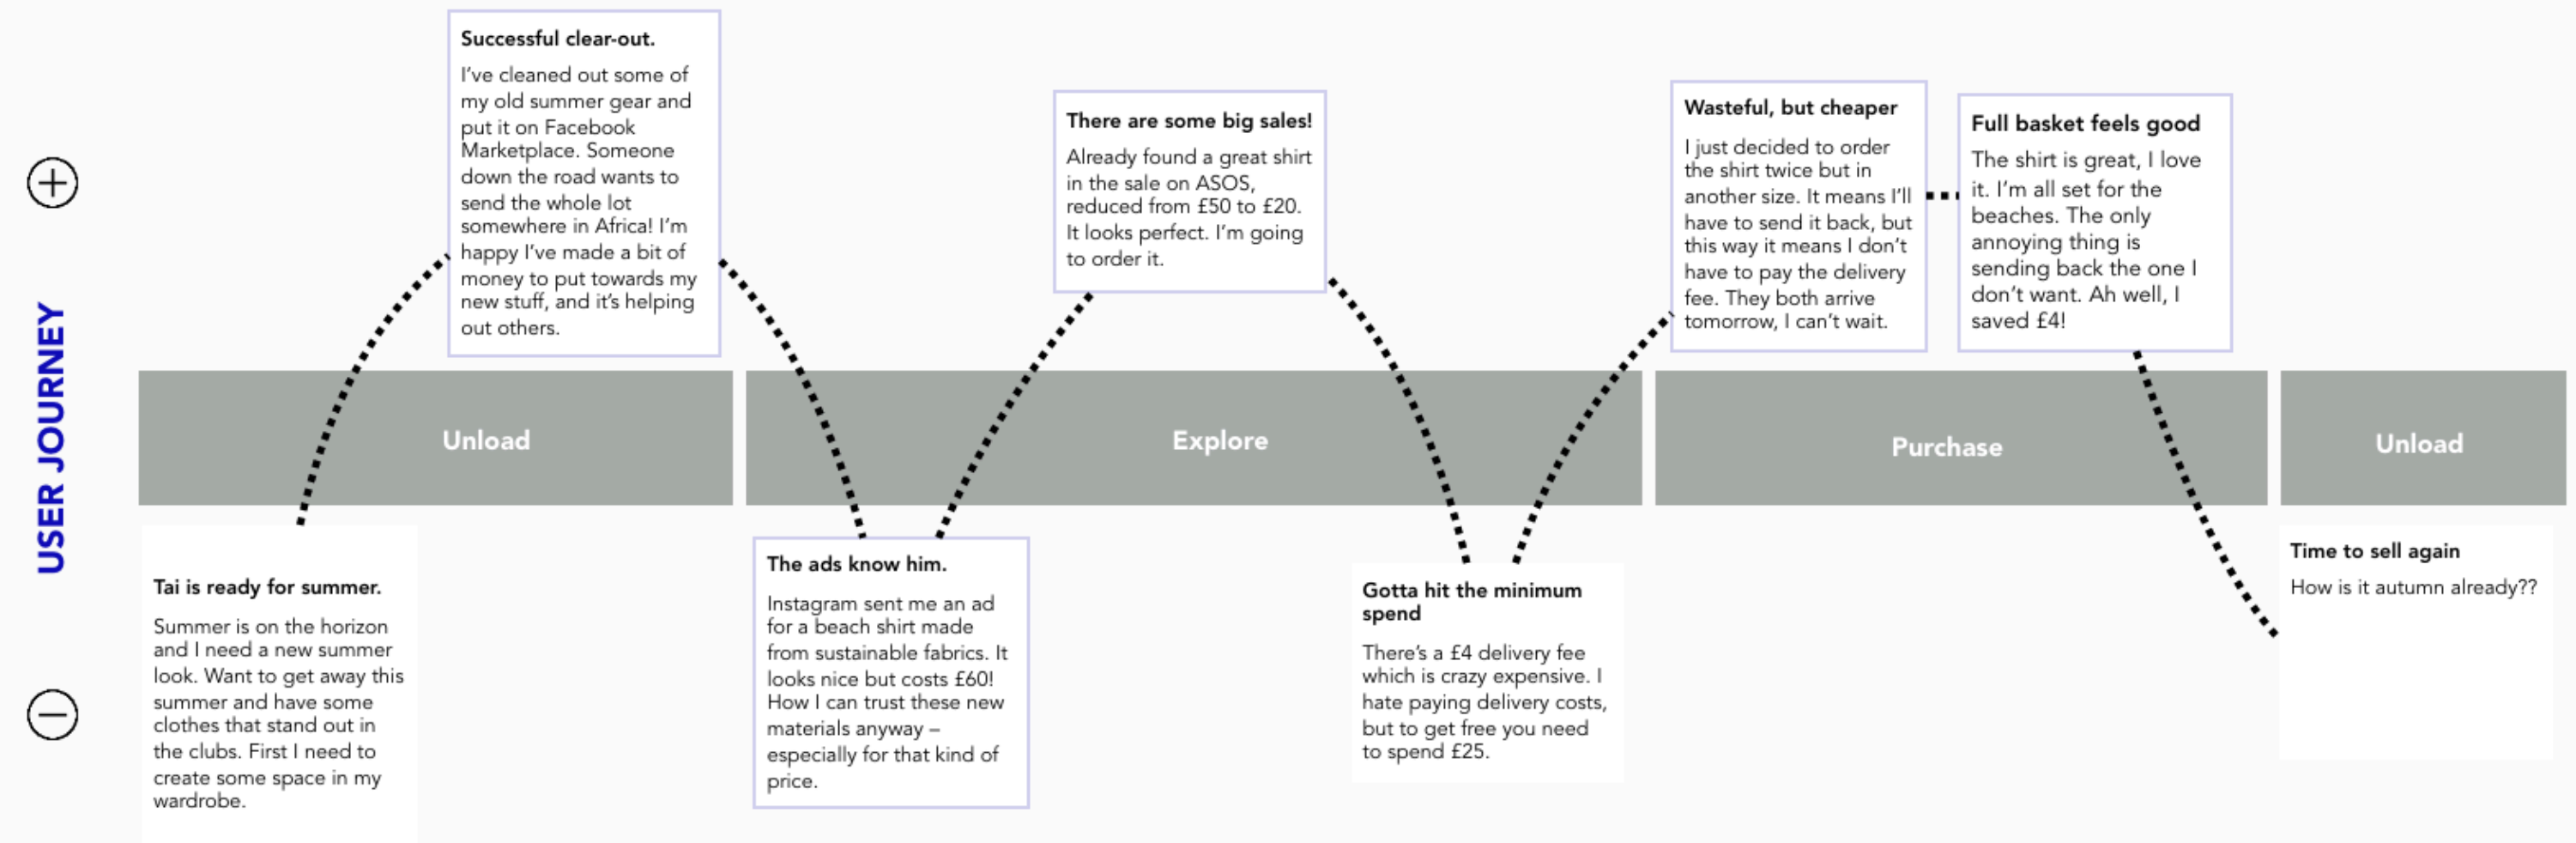 USER JOURNEY
Successful clear-out.
I've cleaned out some of
my old summer gear and
put it on Facebook
Marketplace. Someone
down the road wants to
send the whole lot
somewhere in Africa! I'm
happy I've made a bit of
money to put towards my
new stuff, and it's helping
out others.
There are some big sales!
Already found a great shirt
in the sale on ASOS,
reduced from £50 to £20.
It looks perfect. I'm going
to order it.
Wasteful, but cheaper
I just decided to order
the shirt twice but in
another size. It means I'll
have to send it back, but
this way it means I don't
have to pay the delivery
fee. They both arrive
tomorrow, I can't wait.
Full basket feels good
The shirt is great, I love
it. I'm all set for the
beaches. The only
annoying thing is
sending back the one I
don't want. Ah well, I
saved £4!
Unload
Explore
Purchase
Unload
Tai is ready for summer.
Summer is on the horizon
and I need a new summer
look. Want to get away this
summer and have some
clothes that stand out in
the clubs. First I need to
create some space in my
wardrobe.
The ads know him.
Instagram sent me an ad
for a beach shirt made
from sustainable fabrics. It
looks nice but costs £60!
How I can trust these new
materials anyway –
especially for that kind of
price.
Gotta hit the minimum
spend
There's a £4 delivery fee
which is crazy expensive. I
hate paying delivery costs,
but to get free you need
to spend £25.
Time to sell again
How is it autumn already??